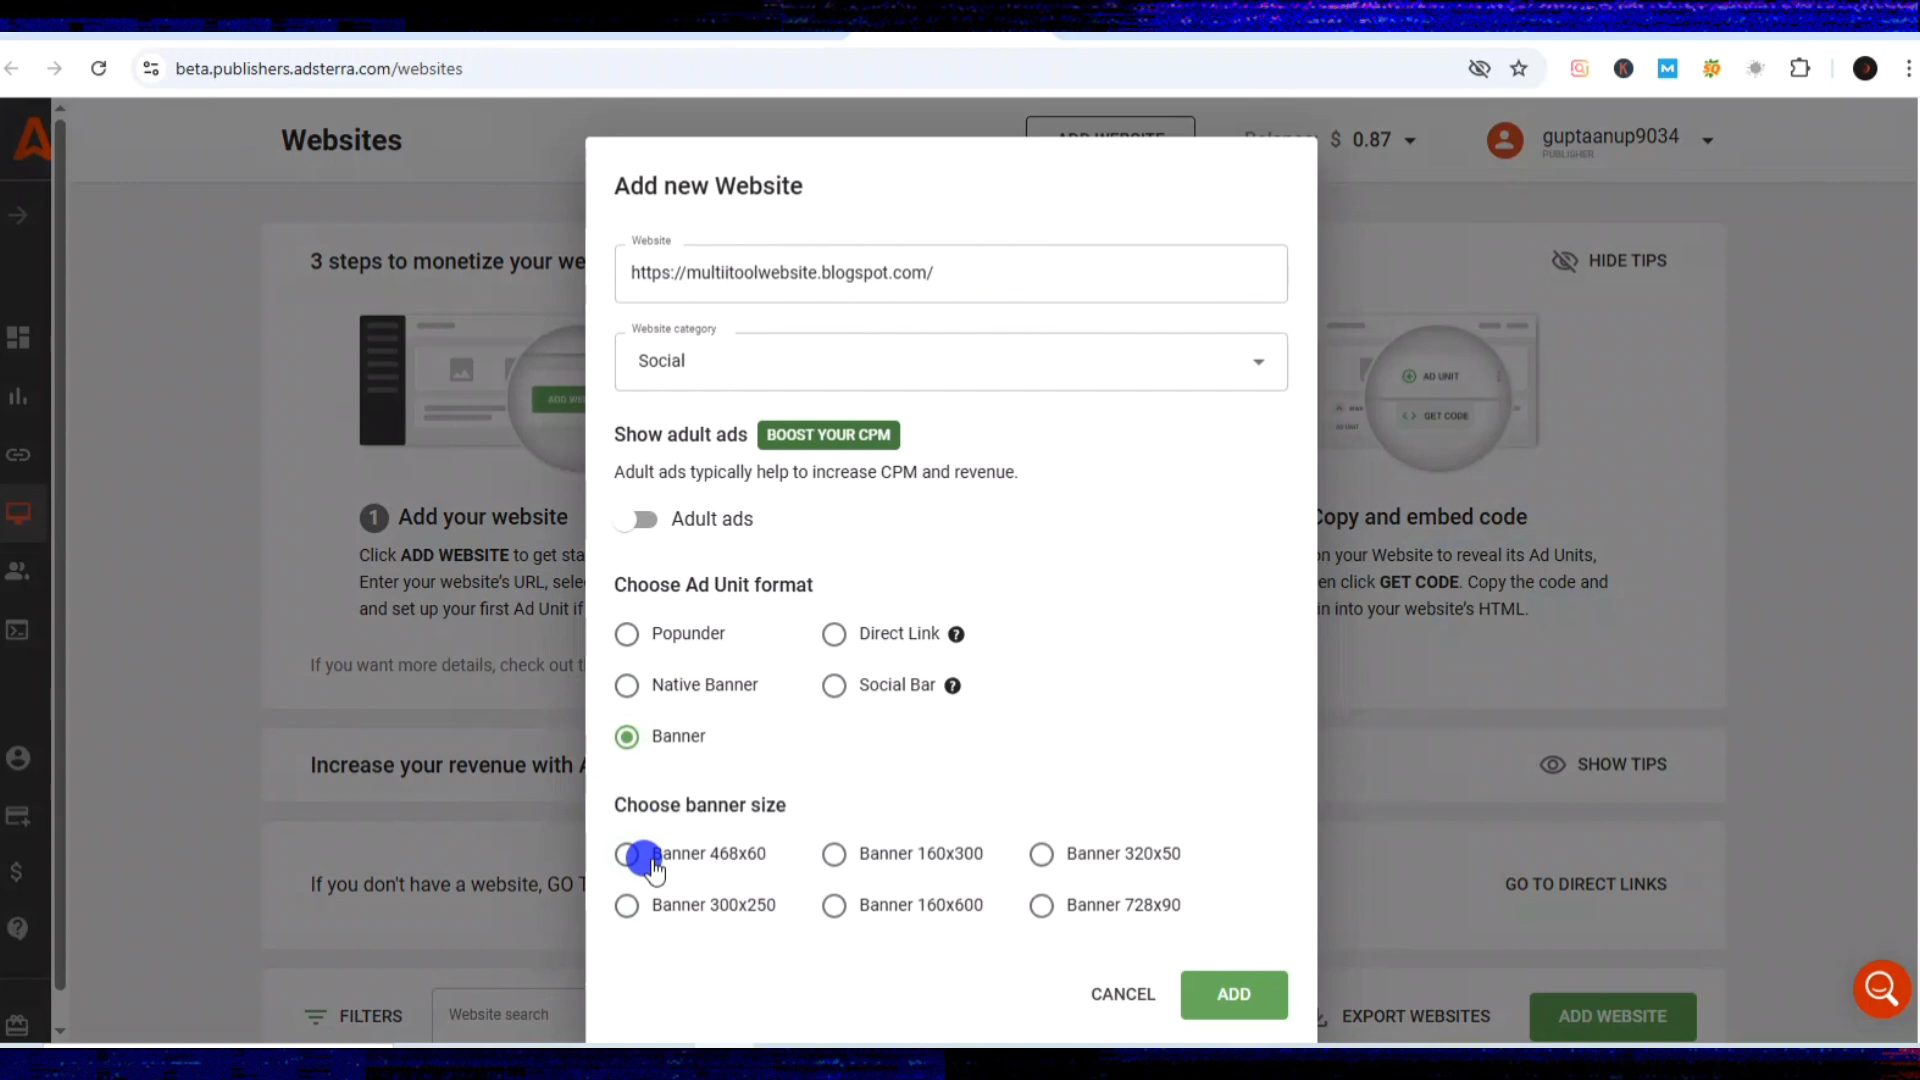 beta.publishers.adsterra.com/websites
Websites
$ 0.87
guptaanup9034
PUBLISHER
Add new Website
Website
https://multiitoolwebsite.blogspot.com/
Website category
Social
Show adult ads BOOST YOUR CPM
Adult ads typically help to increase CPM and revenue.
Adult ads
Choose Ad Unit format
Popunder
Direct Link ?
Native Banner
Social Bar ?
Banner
Choose banner size
Banner 468x60
Banner 160x300
Banner 320x50
Banner 300x250
Banner 160x600
Banner 728x90
CANCEL
ADD
3 steps to monetize your we
HIDE TIPS
AD UNIT
GET CODE
1 Add your website
Click ADD WEBSITE to get sta
Enter your website's URL, sele
and set up your first Ad Unit if
Copy and embed code
on your Website to reveal its Ad Units,
en click GET CODE. Copy the code and
in into your website's HTML.
If you want more details, check out t
Increase your revenue with A
SHOW TIPS
If you don't have a website, GO T
GO TO DIRECT LINKS
FILTERS
Website search
EXPORT WEBSITES
ADD WEBSITE